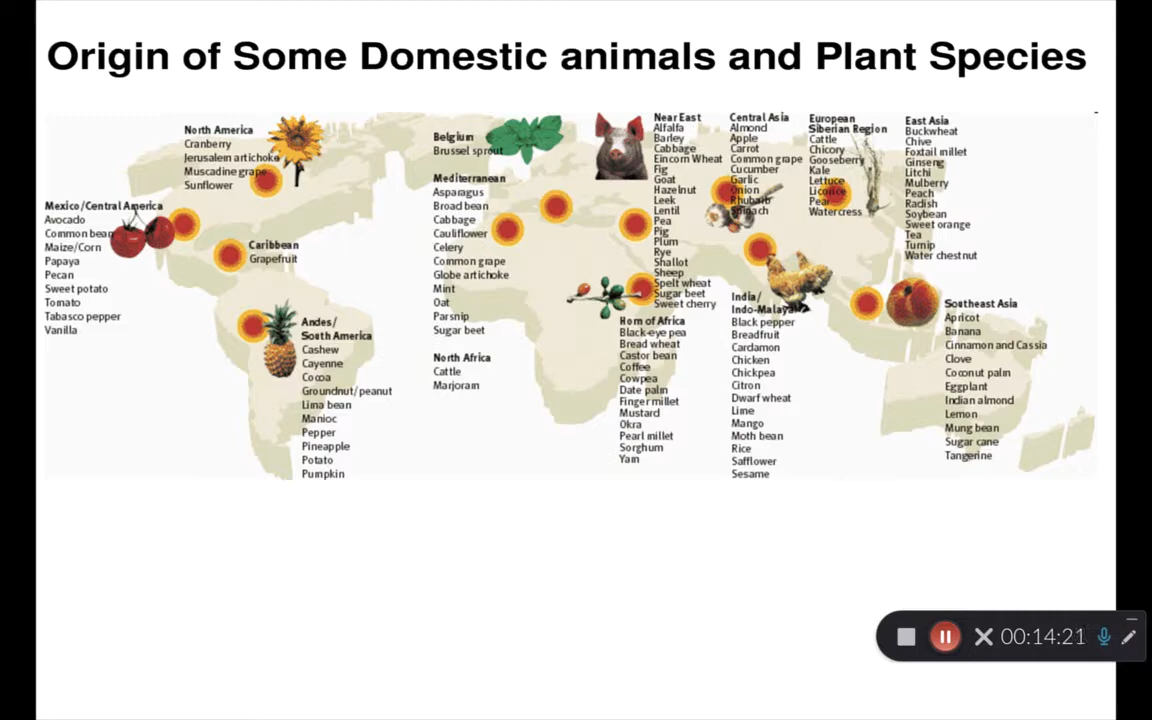 Origin of Some Domestic animals and Plant Species
North America
Cranberry
Jerusalem artichoke
Muscadine grape
Sunflower
Mexico/Central America
Avocado
Common bean
Maize/Corn
Papaya
Pecan
Sweet potato
Tomato
Tabasco pepper
Vanilla
Caribbean
Grapefruit
Andes/
South America
Cashew
Cayenne
Cocoa
Groundnut/peanut
Lima bean
Manioc
Pepper
Pineapple
Potato
Pumpkin
Belgium
Brussel sprout
Mediterranean
Asparagus
Broad bean
Cabbage
Cauliflower
Celery
Common grape
Globe artichoke
Mint
Oat
Parsnip
Sugar beet
North Africa
Cattle
Marjoram
Near East
Alfalfa
Barley
Cabbage
Eincorn Wheat
Fig
Goat
Hazelnut
Leek
Lentil
Pea
Pig
Plum
Rye
Shallot
Sheep
Spelt wheat
Sugar beet
Sweet cherry
Horn of Africa
Black-eye pea
Bread wheat
Castor bean
Coffee
Cowpea
Date palm
Finger millet
Mustard
Okra
Pearl millet
Sorghum
Yam
Central Asia
Almond
Apple
Carrot
Common grape
Cucumber
Garlic
Onion
Rhubarb
Spinach
India/
Indo-Malaya
Black pepper
Breadfruit
Cardamon
Chicken
Chickpea
Citron
Dwarf wheat
Lime
Mango
Moth bean
Rice
Safflower
Sesame
European
Siberian Region
Cattle
Chicory
Gooseberry
Kale
Lettuce
Licorice
Pear
Watercress
East Asia
Buckwheat
Chive
Foxtail millet
Ginseng
Litchi
Mulberry
Peach
Radish
Soybean
Sweet orange
Tea
Turnip
Water chestnut
Southeast Asia
Apricot
Banana
Cinnamon and Cassia
Clove
Coconut palm
Eggplant
Indian almond
Lemon
Mung bean
Sugar cane
Tangerine
00:14:21